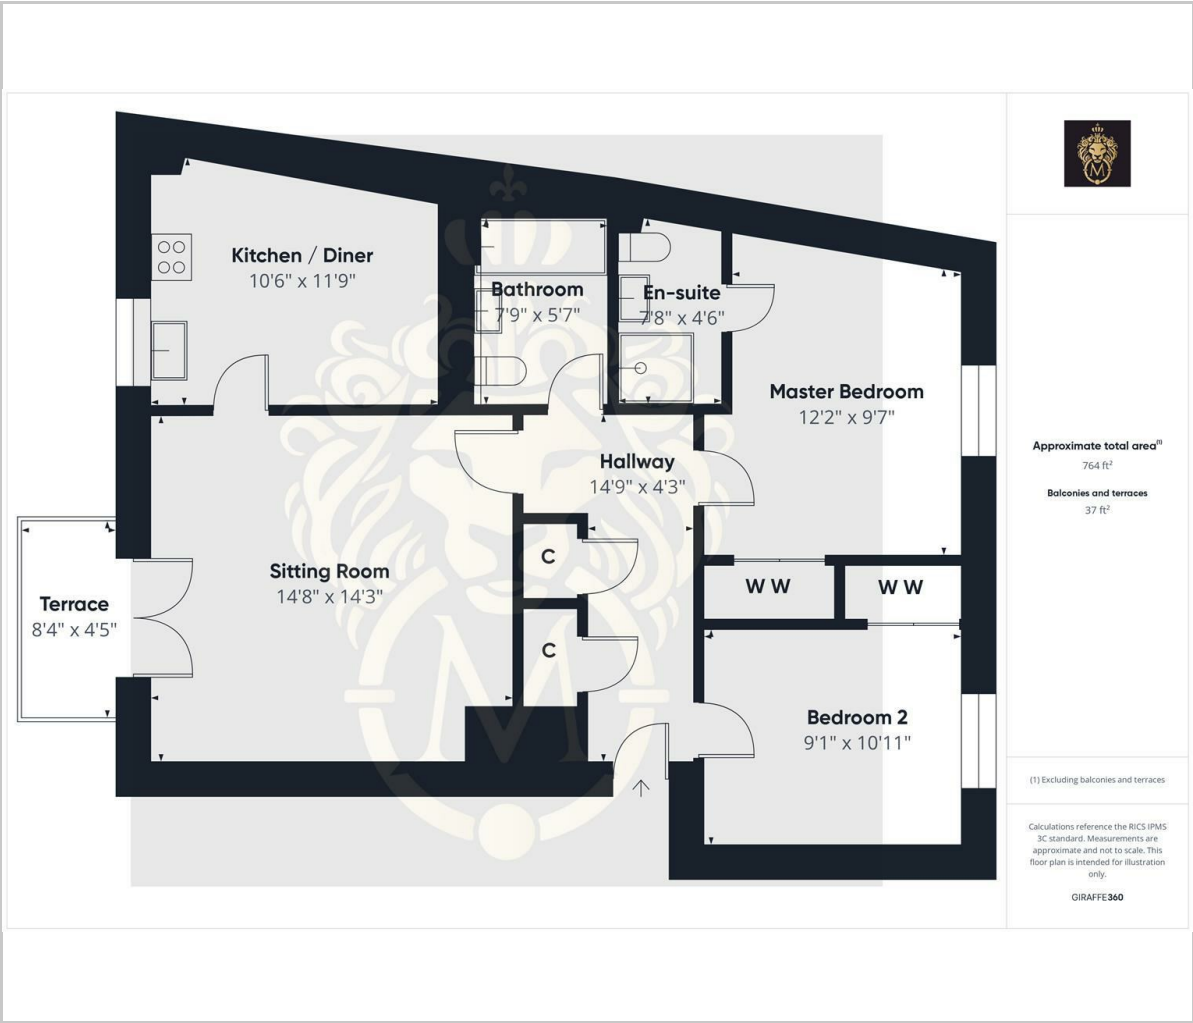 Kitchen / Diner
10'6" x 11'9"
Bathroom
7'9" x 5'7"
En-suite
7'8" x 4'6"
Master Bedroom
12'2" x 9'7"
Hallway
14'9" x 4'3"
Sitting Room
14'8" x 14'3"
Terrace
8'4" x 4'5"
C
C
W W
W W
Bedroom 2
9'1" x 10'11"
M
M
Approximate total area(1)
764 ft²
Balconies and terraces
37 ft²
(1) Excluding balconies and terraces
Calculations reference the RICS IPMS
3C standard. Measurements are
approximate and not to scale. This
floor plan is intended for illustration
only.
GIRAFFE360